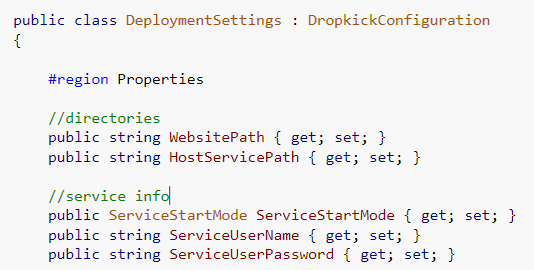 public class DeploymentSettings : DropkickConfiguration
{
#region Properties
//directories
public string WebsitePath { get; set; }
public string HostServicePath { get; set; }
//service info
public ServiceStartMode ServiceStartMode { get; set; }
public string ServiceUserName { get; set; }
public string ServiceUserPassword { get; set; }